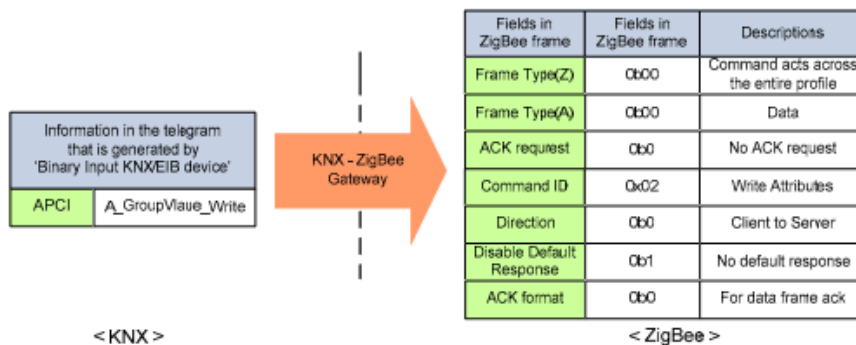 Information in the telegram
that is generated by
'Binary Input KNX/EIB device'
APCI A_GroupVlaue_Write
KNX - ZigBee
Gateway
Fields in
ZigBee frame
Fields in
ZigBee frame
Descriptions
Frame Type(Z) 0b00 Command acts across
the entire profile
Frame Type(A) 0b00 Data
ACK request 0b0 No ACK request
Command ID 0x02 Write Attributes
Direction 0b0 Client to Server
Disable Default
Response 0b1 No default response
ACK format 0b0 For data frame ack
< KNX >
< ZigBee >